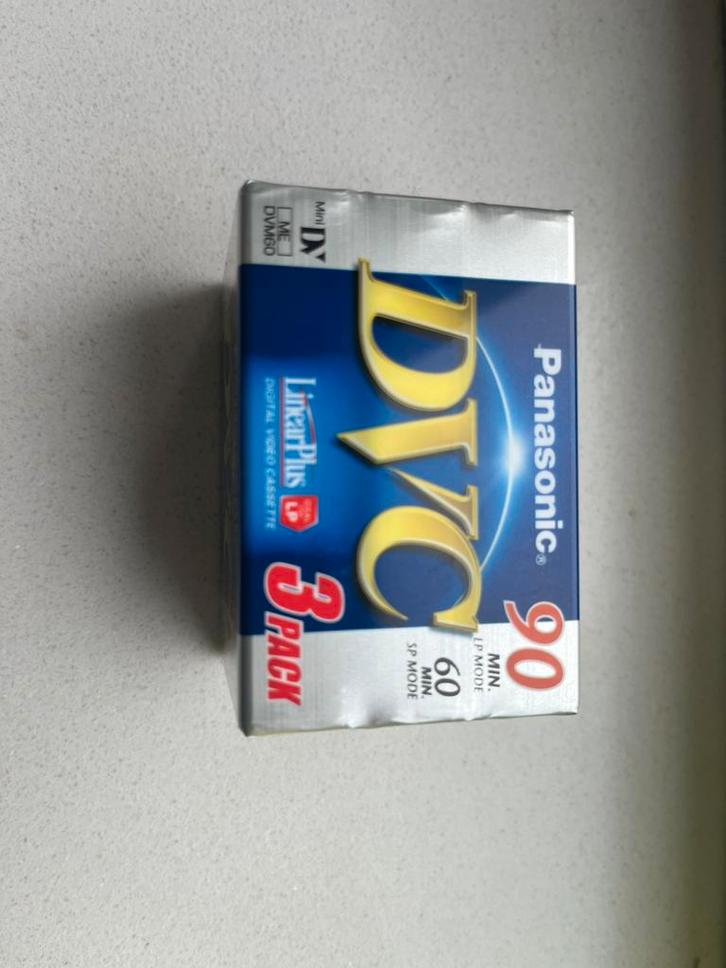 Panasonic®
90 MIN.
LP MODE
60 MIN.
SP MODE
DVC
Mini DV
ME
DVM60
LinearPlus
DIGITAL VIDEO CASSETTE
LP
3 PACK